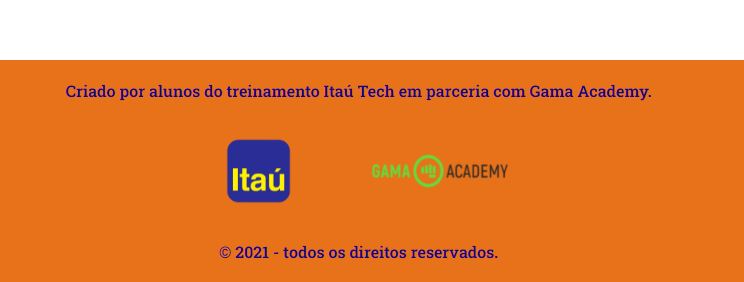 Criado por alunos do treinamento Itaú Tech em parceria com Gama Academy.
Itaú
GAMA ACADEMY
© 2021 - todos os direitos reservados.